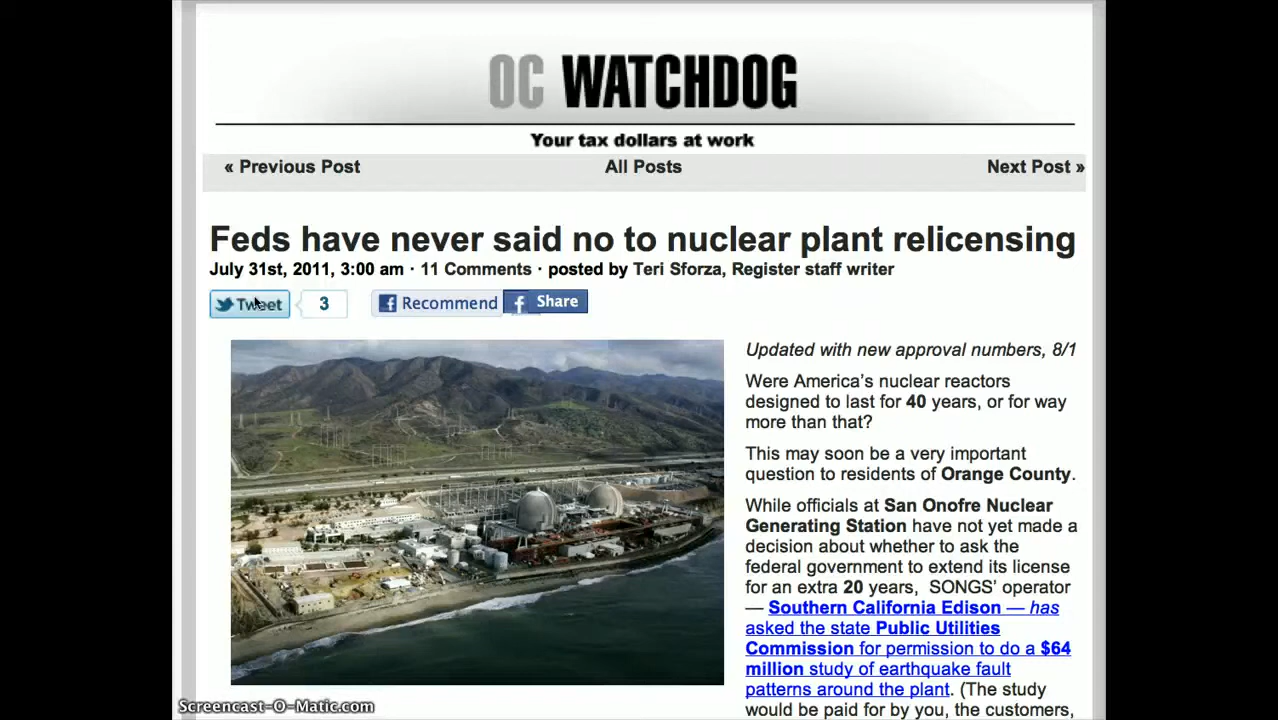 OC WATCHDOG
Your tax dollars at work
« Previous Post All Posts Next Post »
Feds have never said no to nuclear plant relicensing
July 31st, 2011, 3:00 am · 11 Comments · posted by Teri Sforza, Register staff writer
Tweet 3 Recommend Share
Updated with new approval numbers, 8/1
Were America's nuclear reactors
designed to last for 40 years, or for way
more than that?
This may soon be a very important
question to residents of Orange County.
While officials at San Onofre Nuclear
Generating Station have not yet made a
decision about whether to ask the
federal government to extend its license
for an extra 20 years, SONGS' operator
— Southern California Edison — has
asked the state Public Utilities
Commission for permission to do a $64
million study of earthquake fault
patterns around the plant. (The study
would be paid for by you, the customers,
Screencast-O-Matic.com